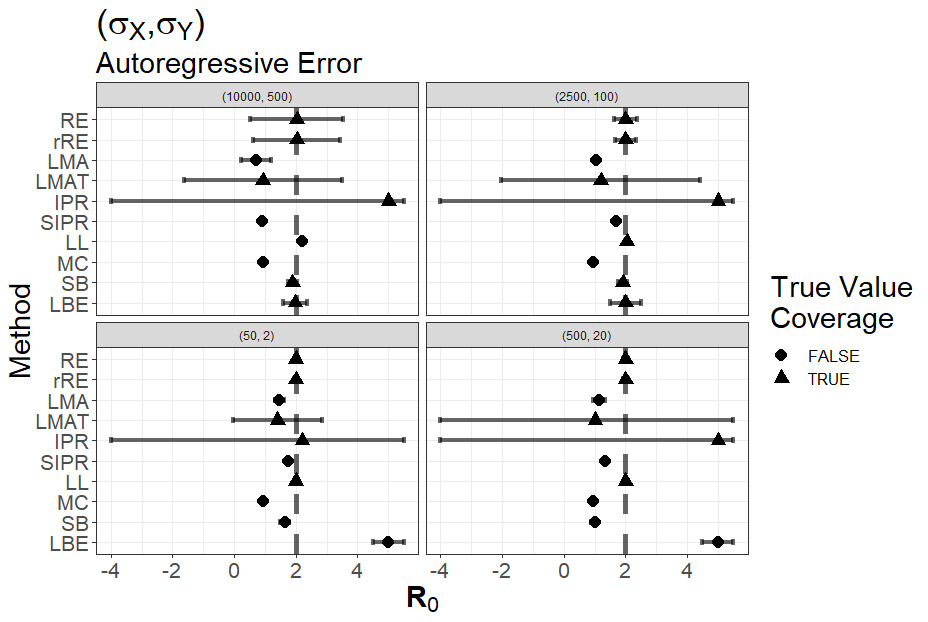 (σX,σY)
Autoregressive Error
(10000, 500)
(2500, 100)
RE
rRE
LMA
LMAT
IPR
SIPR
LL
MC
SB
LBE
Method
(50, 2)
(500, 20)
RE
rRE
LMA
LMAT
IPR
SIPR
LL
MC
SB
LBE
-4 -2 0 2 4 -4 -2 0 2 4
R0
True Value
Coverage
FALSE
TRUE